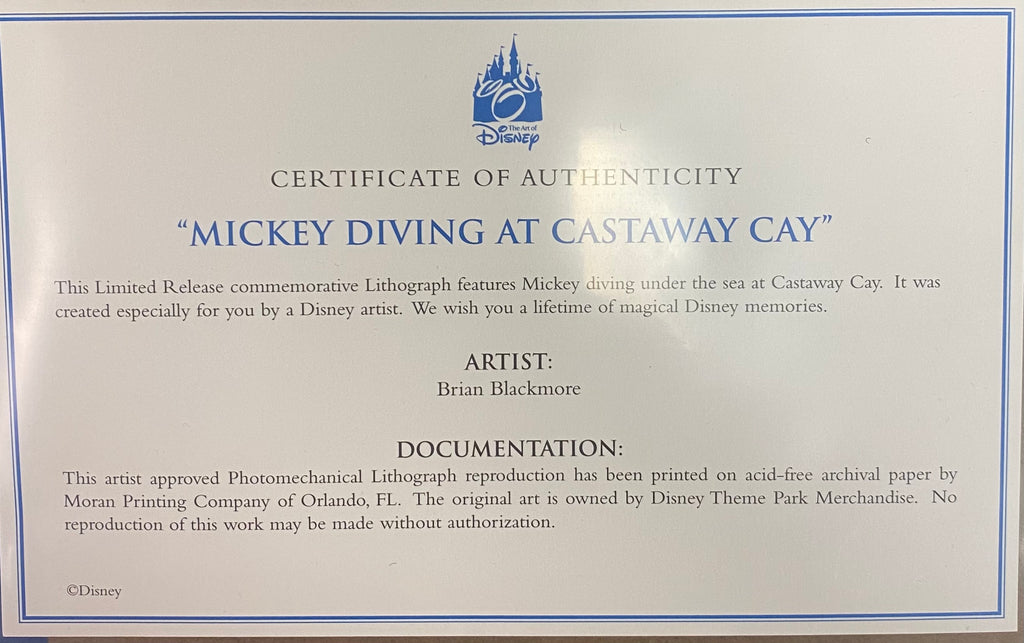 The Art of
Disney
CERTIFICATE OF AUTHENTICITY
“MICKEY DIVING AT CASTAWAY CAY”
This Limited Release commemorative Lithograph features Mickey diving under the sea at Castaway Cay. It was
created especially for you by a Disney artist. We wish you a lifetime of magical Disney memories.
ARTIST:
Brian Blackmore
DOCUMENTATION:
This artist approved Photomechanical Lithograph reproduction has been printed on acid-free archival paper by
Moran Printing Company of Orlando, FL. The original art is owned by Disney Theme Park Merchandise. No
reproduction of this work may be made without authorization.
©Disney